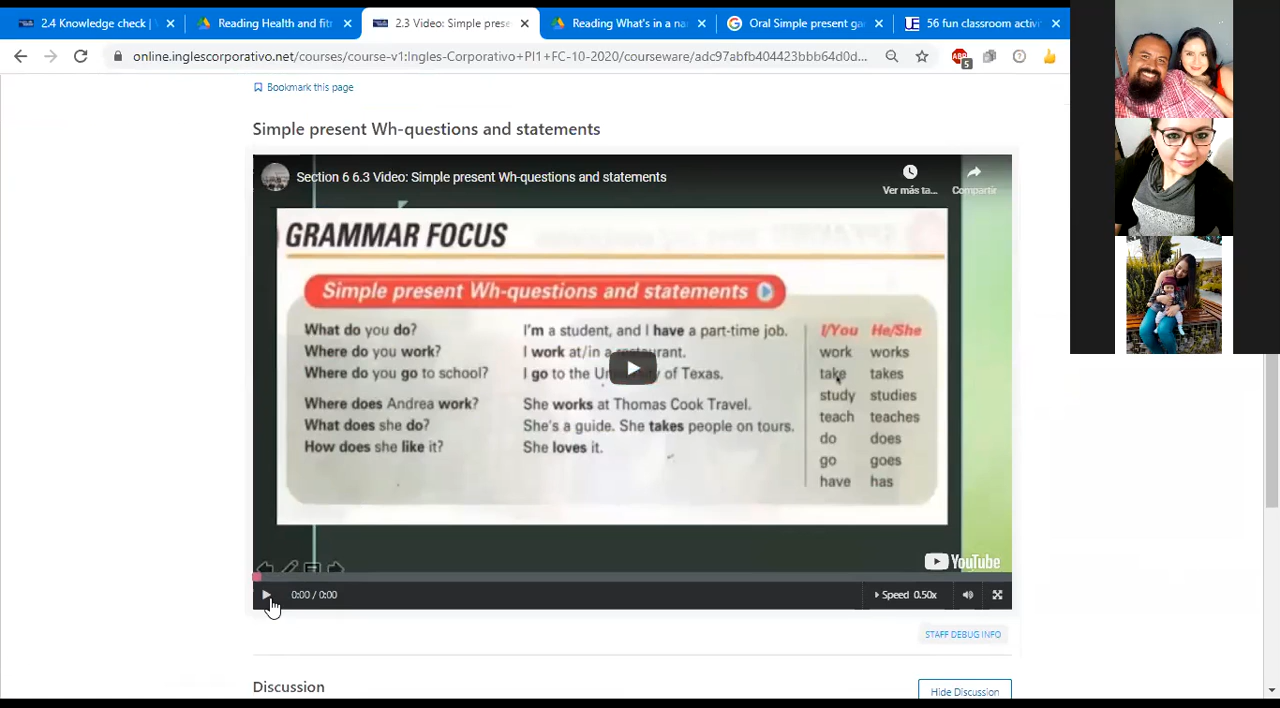 2.4 Knowledge check |
Reading Health and fitn
2.3 Video: Simple prese
Reading What's in a na
Oral Simple present ga
56 fun classroom activi
online.inglescorporativo.net/courses/course-v1:Ingles_Corporativo+PI1+FC-10-2020/courseware/adc97abfb404423bbb64d0d...
5
Bookmark this page
Simple present Wh-questions and statements
Section 6 6.3 Video: Simple present Wh-questions and statements
Ver más ta...
Compartir
GRAMMAR FOCUS
Simple present Wh-questions and statements
What do you do? I'm a student, and I have a part-time job. I/You He/She
Where do you work? I work at/in a restaurant. work works
Where do you go to school? I go to the University of Texas. take takes
study studies
Where does Andrea work? She works at Thomas Cook Travel. teach teaches
What does she do? She's a guide. She takes people on tours. do does
How does she like it? She loves it. go goes
have has
YouTube
0:00 / 0:00
Speed 0.50x
STAFF DEBUG INFO
Discussion
Hide Discussion